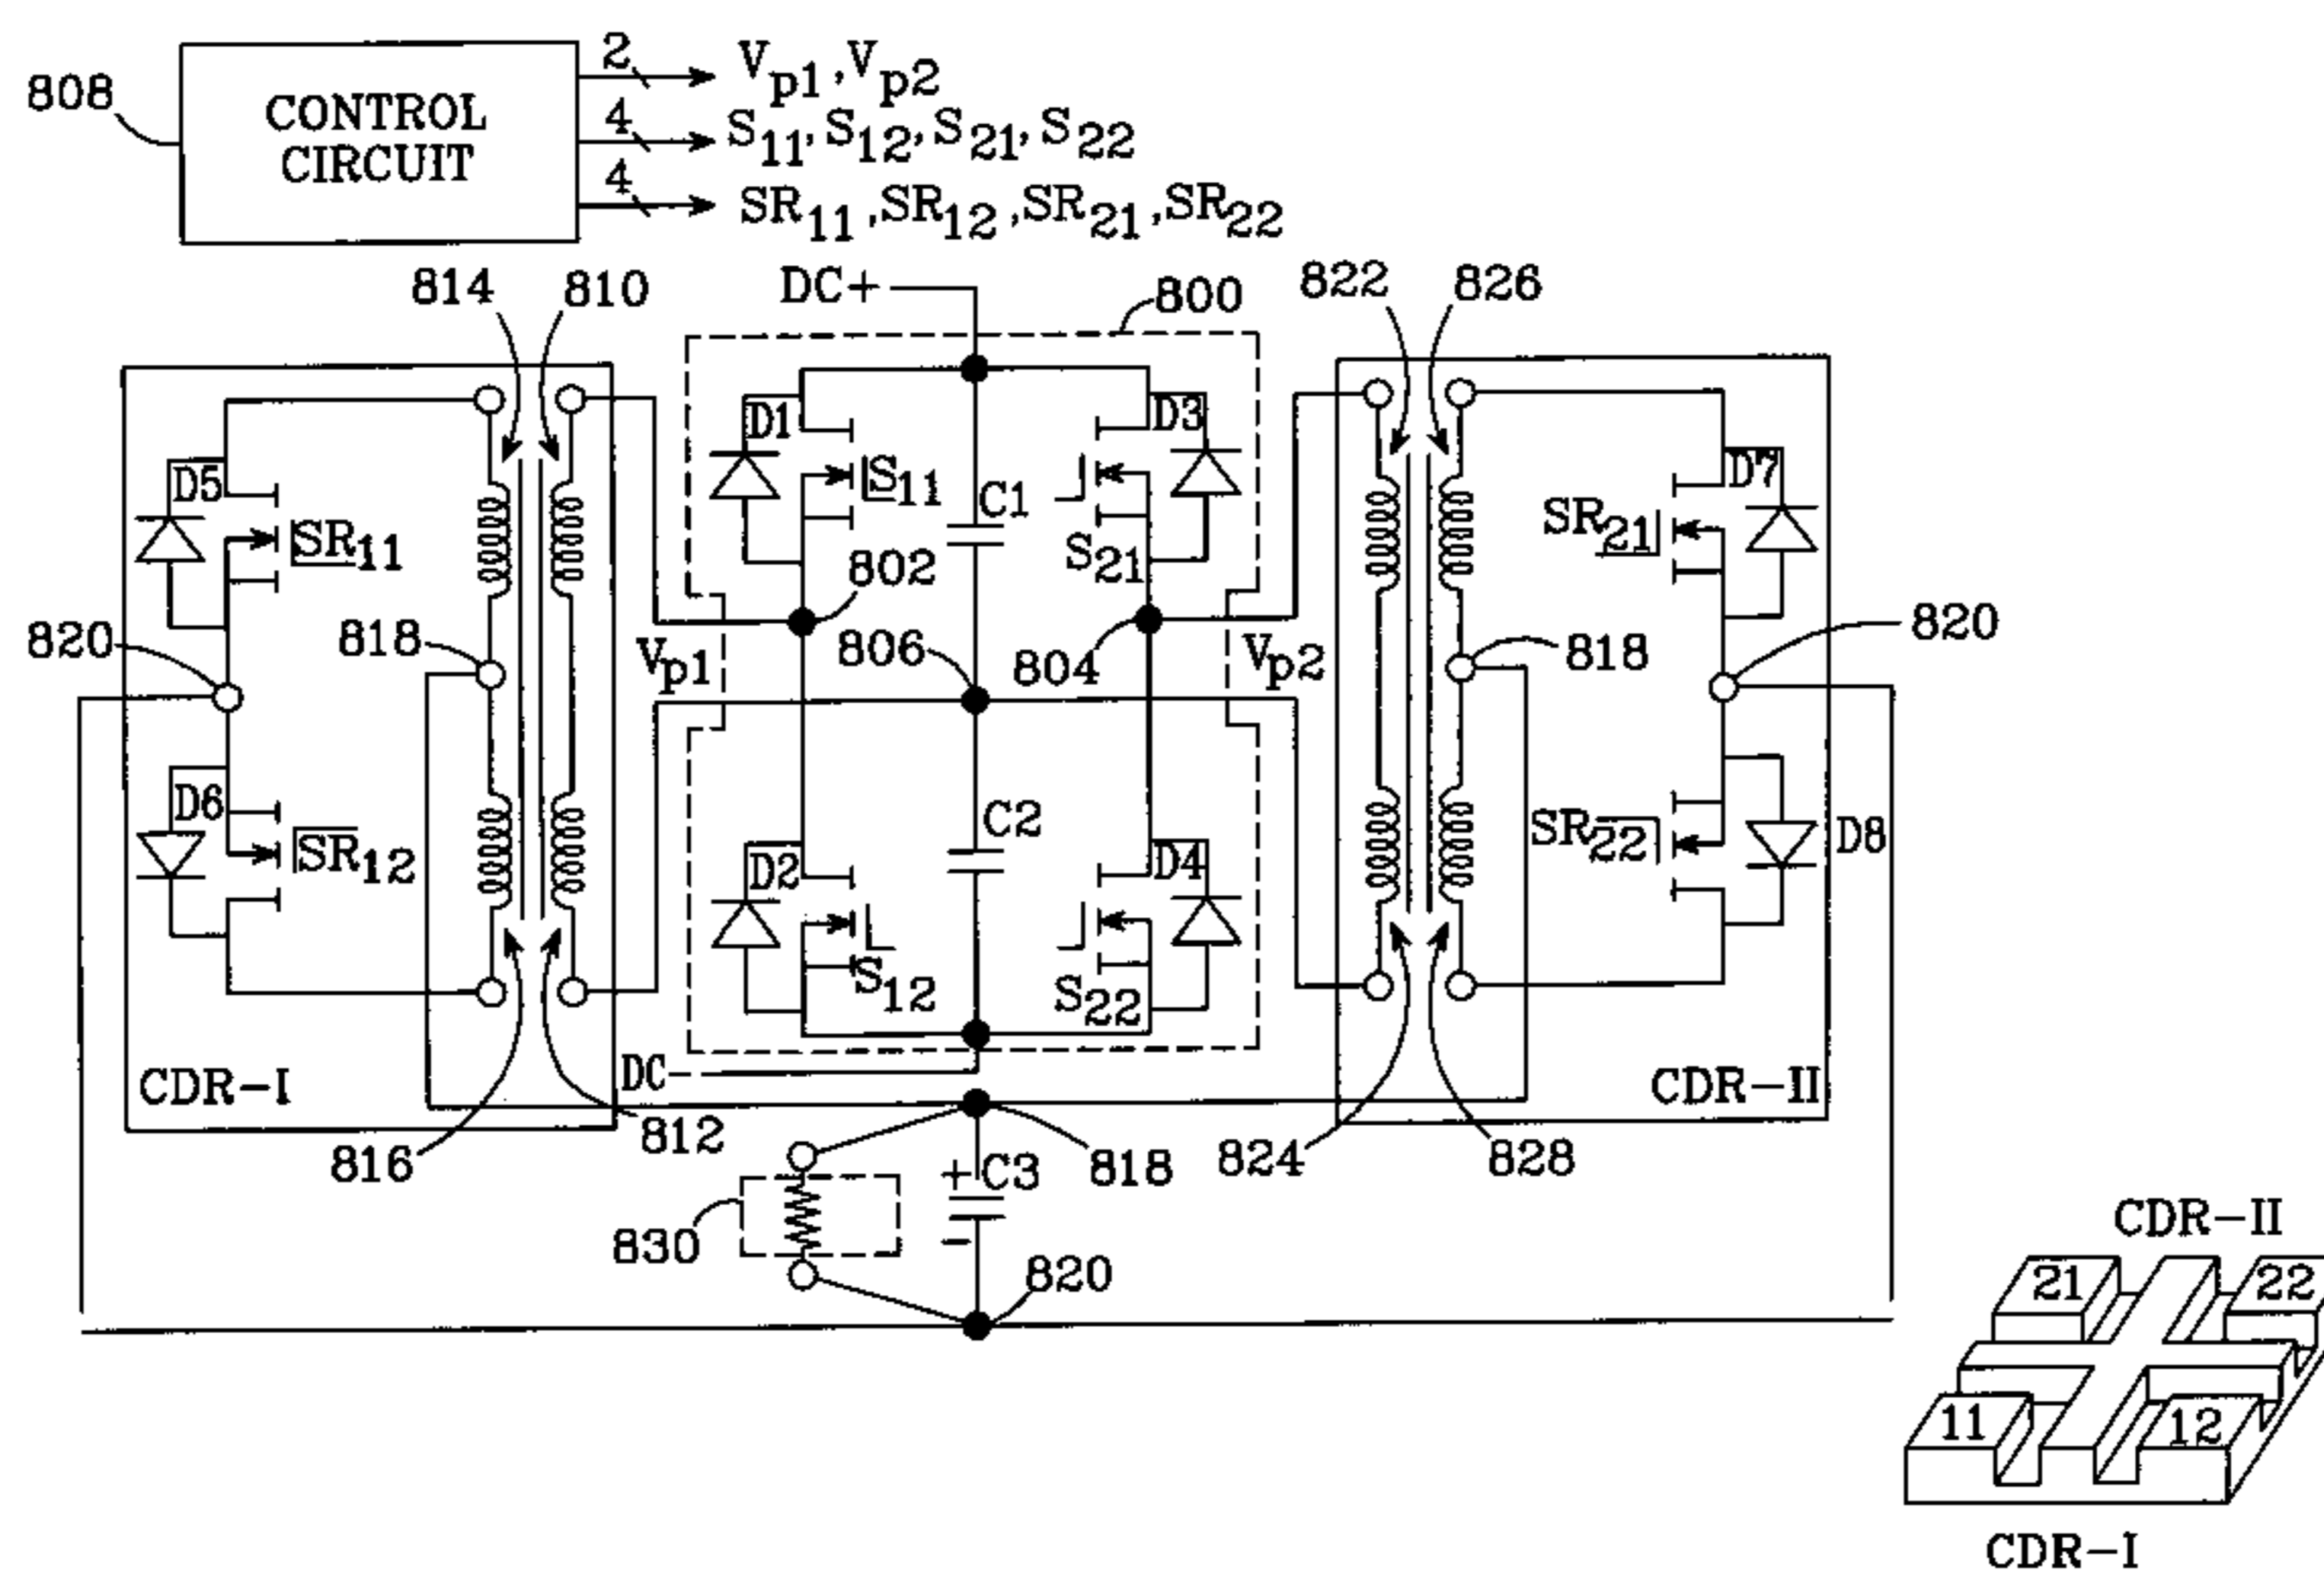 808
CONTROL
CIRCUIT
2 Vp1, Vp2
4 S11, S12, S21, S22
4 SR11, SR12, SR21, SR22
814 810 DC+ 800 822 826
D5 D1 S11 C1 D3 S21 D7
SR11 SR21
802
820 818 Vp1 806 804 Vp2 818 820
D6 SR12 D2 S12 C2 D4 S22 SR22 D8
CDR-I DC- CDR-II
816 812 818 824 828
830 + C3 -
820
CDR-II
21 22
11 12
CDR-I